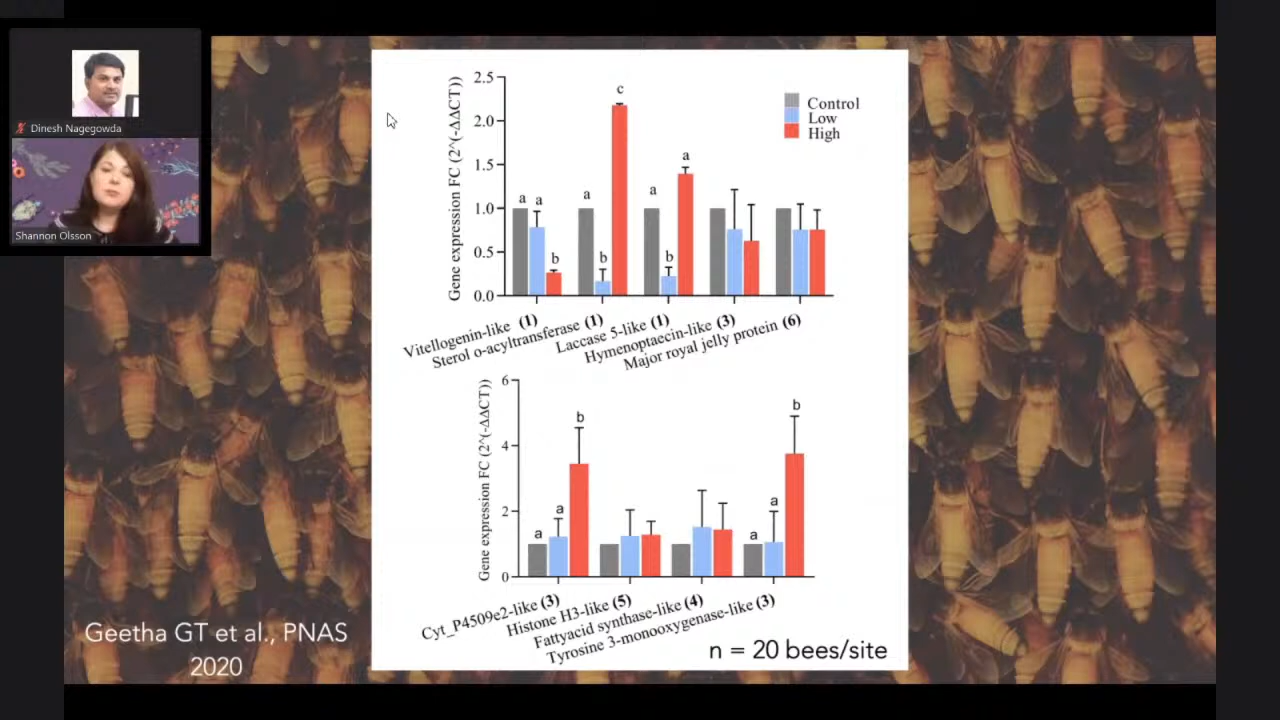 Dinesh Nagegowda
Shannon Olsson
Gene expression FC (2^(-ΔΔCT))
2.5
2.0
1.5
1.0
0.5
0.0
Control
Low
High
a a b
a b c
a b a
Vitellogenin-like (1)
Sterol o-acyltransferase (1)
Laccase 5-like (1)
Hymenoptaecin-like (3)
Major royal jelly protein (6)
Gene expression FC (2^(-ΔΔCT))
6
4
2
0
a a b
a a b
Cyt_P4509e2-like (3)
Histone H3-like (5)
Fattyacid synthase-like (4)
Tyrosine 3-monooxygenase-like (3)
n = 20 bees/site
Geetha GT et al., PNAS
2020